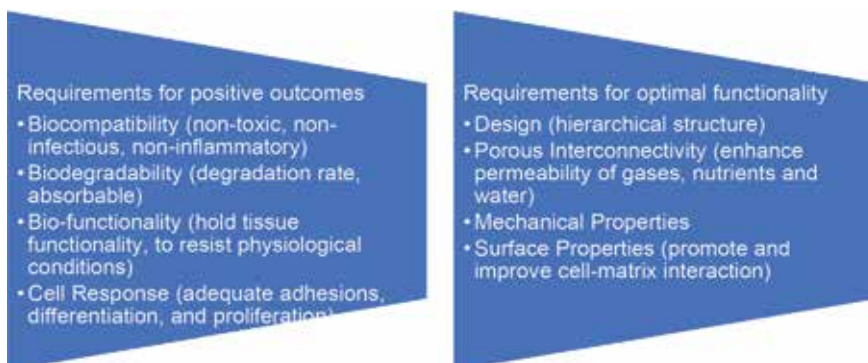 Requirements for positive outcomes
• Biocompatibility (non-toxic, non-
infectious, non-inflammatory)
• Biodegradability (degradation rate,
absorbable)
• Bio-functionality (hold tissue
functionality, to resist physiological
conditions)
• Cell Response (adequate adhesions,
differentiation, and proliferation)
Requirements for optimal functionality
• Design (hierarchical structure)
• Porous Interconnectivity (enhance
permeability of gases, nutrients and
water)
• Mechanical Properties
• Surface Properties (promote and
improve cell-matrix interaction)